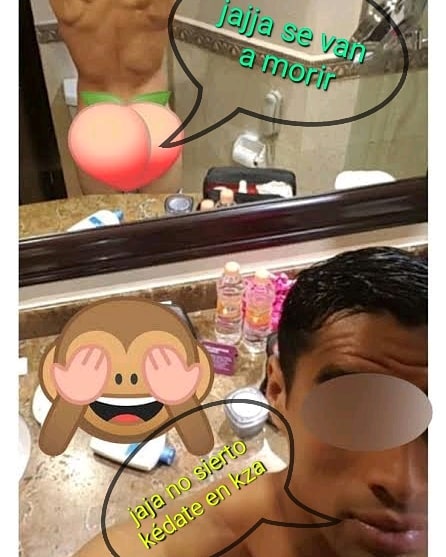 jajja se van
a morir
jaja no sierto
kédate en kza